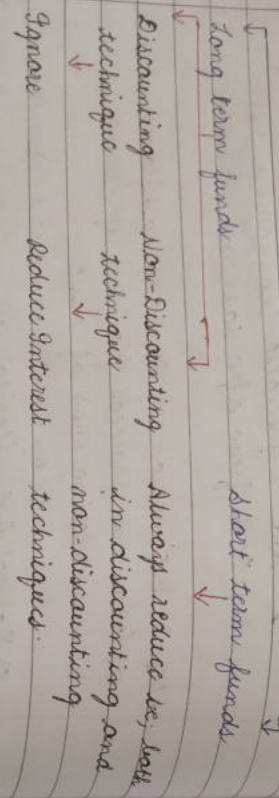 Long term funds
Short term funds
Discounting technique
Non-Discounting technique
Always reduce ie, both in discounting and non-discounting techniques.
Ignore
Reduce Interest